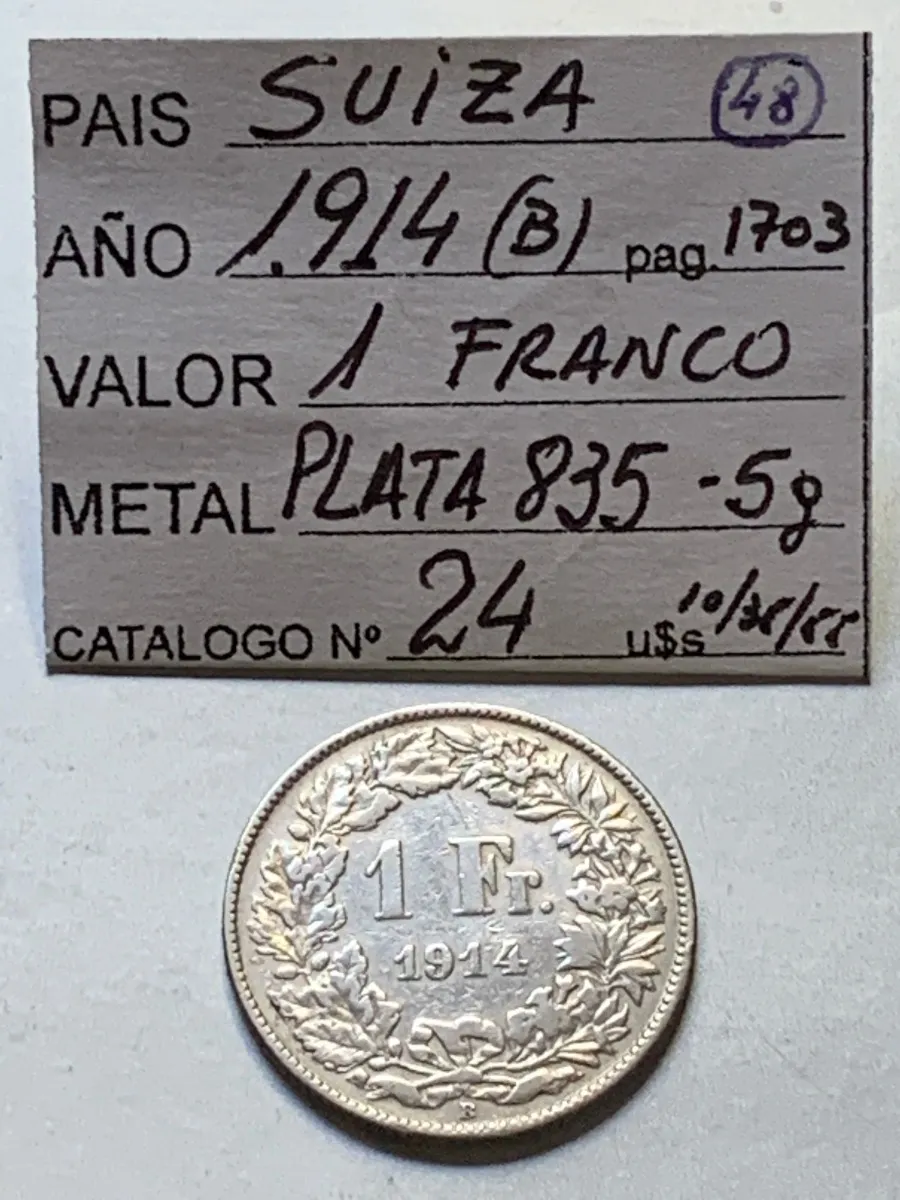 PAIS SUiZA 48
AÑO 1.914 (B) pag. 1703
VALOR 1 FRANCO
METAL PLATA 835 - 5g
CATALOGO Nº 24 u$s 10/
1 Fr.
1914
B